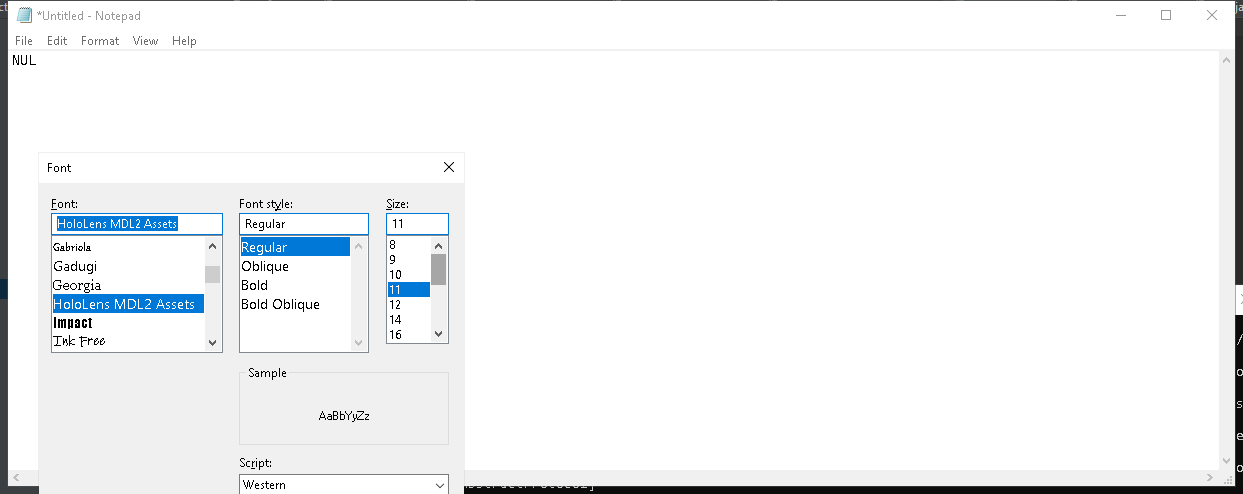 *Untitled - Notepad
File Edit Format View Help
NUL
Font
Font: Font style: Size:
HoloLens MDL2 Assets Regular 11
Gabriola Regular 8
Gadugi Oblique 9
Georgia Bold 10
HoloLens MDL2 Assets Bold Oblique 11
Impact 12
Ink Free 14
16
Sample
AaBbYyZz
Script:
Western